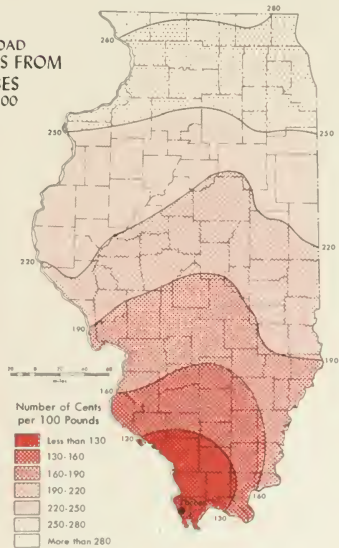 OAD
S FROM
ES
00
280
260
250
250
220
220
190
190
160
160
130
130
miles
Number of Cents
per 100 Pounds
Less than 130
130-160
160-190
190-220
220-250
250-280
More than 280